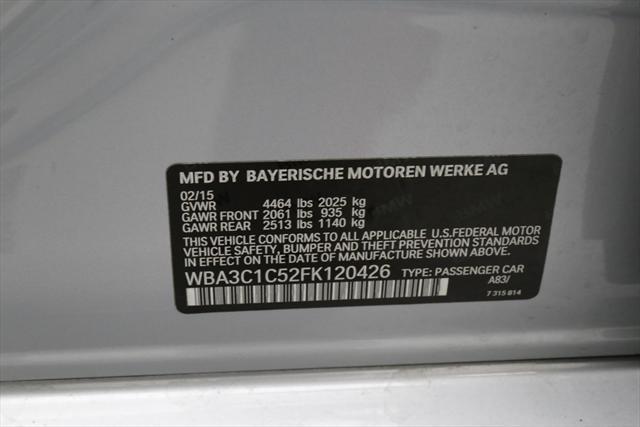 MFD BY BAYERISCHE MOTOREN WERKE AG
02/15
GVWR 4464 lbs 2025 kg
GAWR FRONT 2061 lbs 935 kg
GAWR REAR 2513 lbs 1140 kg
THIS VEHICLE CONFORMS TO ALL APPLICABLE U.S.FEDERAL MOTOR
VEHICLE SAFETY, BUMPER, AND THEFT PREVENTION STANDARDS
IN EFFECT ON THE DATE OF MANUFACTURE SHOWN ABOVE.
WBA3C1C52FK120426 TYPE: PASSENGER CAR
A83/
7 315 814